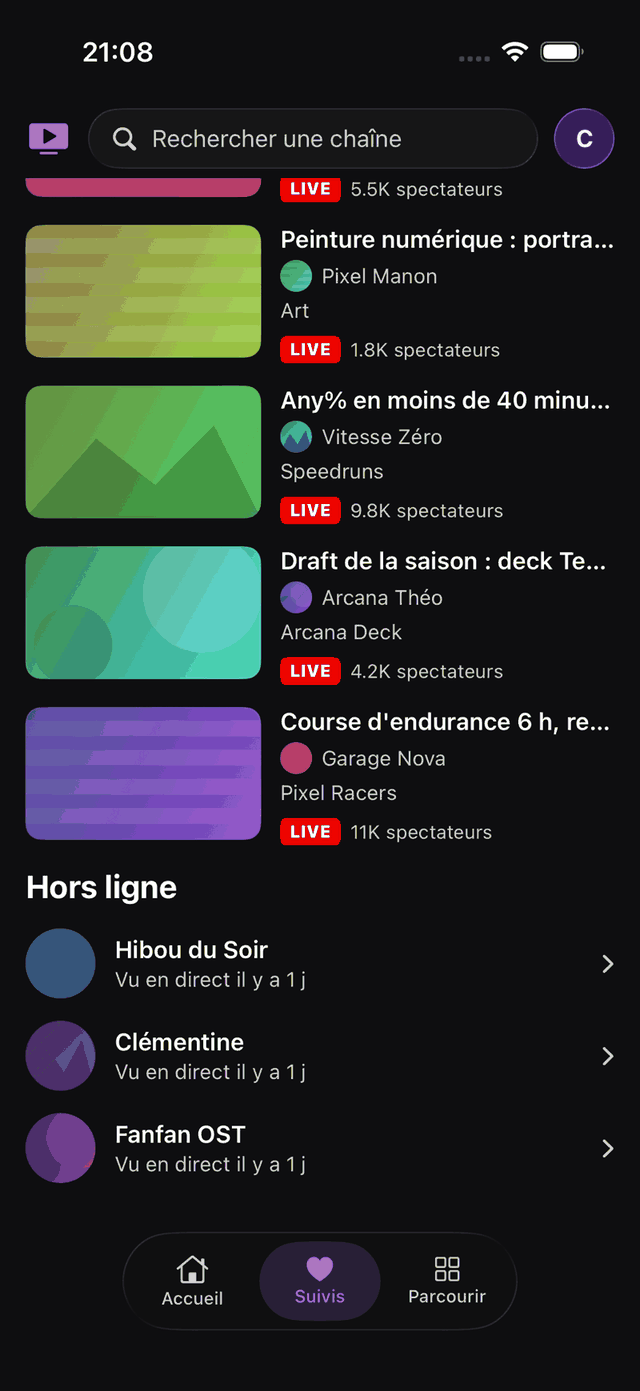 21:08
Rechercher une chaîne
C
LIVE 5.5K spectateurs
Peinture numérique : portra...
Pixel Manon
Art
LIVE 1.8K spectateurs
Any% en moins de 40 minu...
Vitesse Zéro
Speedruns
LIVE 9.8K spectateurs
Draft de la saison : deck Te...
Arcana Théo
Arcana Deck
LIVE 4.2K spectateurs
Course d'endurance 6 h, re...
Garage Nova
Pixel Racers
LIVE 11K spectateurs
Hors ligne
Hibou du Soir
Vu en direct il y a 1 j
Clémentine
Vu en direct il y a 1 j
Fanfan OST
Vu en direct il y a 1 j
Accueil
Suivis
Parcourir